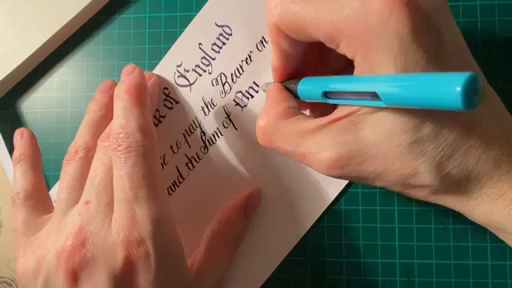 of England
to pay the Bearer on
and the Sum of